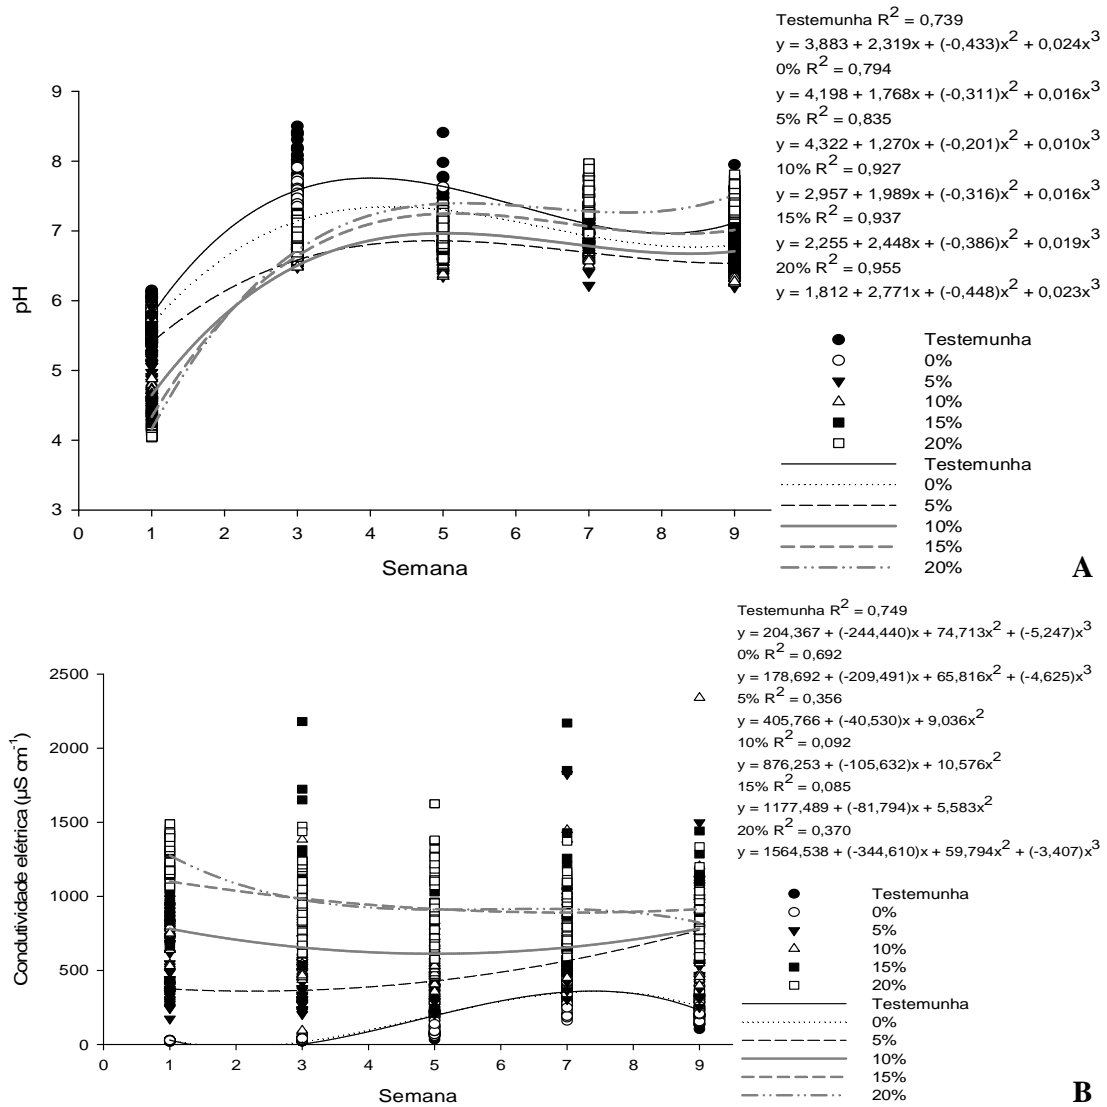 Testemunha R2 = 0,739
y = 3,883 + 2,319x + (-0,433)x2 + 0,024x3
0% R2 = 0,794
y = 4,198 + 1,768x + (-0,311)x2 + 0,016x3
5% R2 = 0,835
y = 4,322 + 1,270x + (-0,201)x2 + 0,010x3
10% R2 = 0,927
y = 2,957 + 1,989x + (-0,316)x2 + 0,016x3
15% R2 = 0,937
y = 2,255 + 2,448x + (-0,386)x2 + 0,019x3
20% R2 = 0,955
y = 1,812 + 2,771x + (-0,448)x2 + 0,023x3
pH
9
8
7
6
5
4
3
0 1 2 3 4 5 6 7 8 9
Semana
Testemunha
0%
5%
10%
15%
20%
Testemunha
0%
5%
10%
15%
20%
A
Testemunha R2 = 0,749
y = 204,367 + (-244,440)x + 74,713x2 + (-5,247)x3
0% R2 = 0,692
y = 178,692 + (-209,491)x + 65,816x2 + (-4,625)x3
5% R2 = 0,356
y = 405,766 + (-40,530)x + 9,036x2
10% R2 = 0,092
y = 876,253 + (-105,632)x + 10,576x2
15% R2 = 0,085
y = 1177,489 + (-81,794)x + 5,583x2
20% R2 = 0,370
y = 1564,538 + (-344,610)x + 59,794x2 + (-3,407)x3
Condutividade elétrica (µS cm-1)
2500
2000
1500
1000
500
0
0 1 2 3 4 5 6 7 8 9
Semana
Testemunha
0%
5%
10%
15%
20%
Testemunha
0%
5%
10%
15%
20%
B